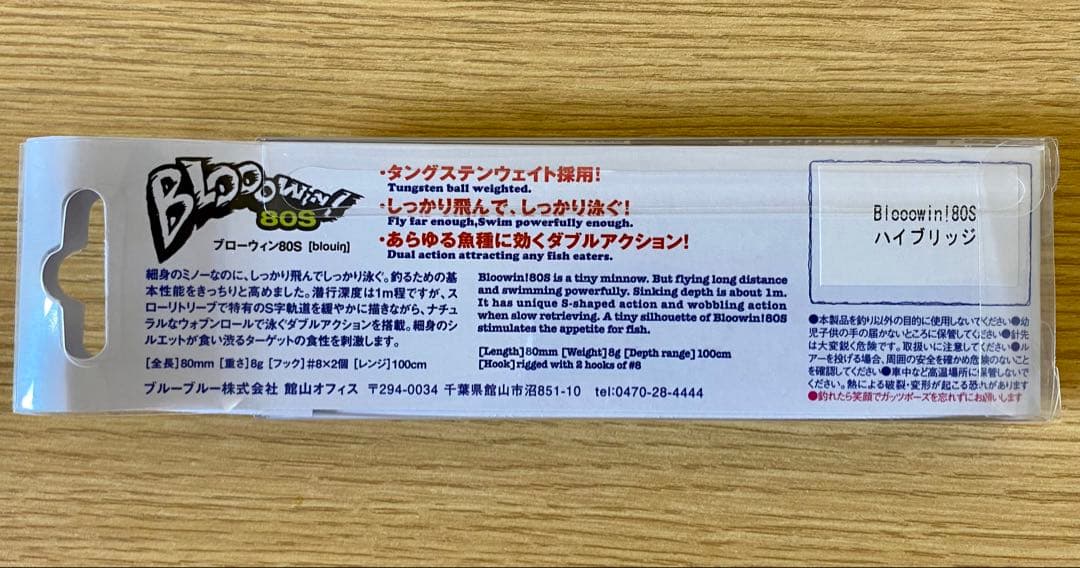 BLOOOWIN!
80S
ブローウィン80S [blouin]
・タングステンウェイト採用!
Tungsten ball weighted.
・しっかり飛んで、しっかり泳ぐ!
Fly far enough,Swim powerfully enough.
・あらゆる魚種に効くダブルアクション!
Dual action attracting any fish eaters.
細身のミノーなのに、しっかり飛んでしっかり泳ぐ。釣るための基
本性能をきっちりと高めました。潜行深度は1m程ですが、ス
ローリトリーブで特有のS字軌道を緩やかに描きながら、ナチュ
ラルなウォブンロールで泳ぐダブルアクションを搭載。細身のシ
ルエットが食い渋るターゲットの食性を刺激します。
[全長]80mm [重さ]8g [フック]#8×2個 [レンジ]100cm
Bloowin!80S is a tiny minnow. But flying long distance
and swimming powerfully. Sinking depth is about 1m.
It has unique S-shaped action and wobbling action
when slow retrieving. A tiny silhouette of Bloowin!80S
stimulates the appetite for fish.
[Length]80mm [Weight]8g [Depth range]100cm
[Hook]rigged with 2 hooks of #8
ブルーブルー株式会社 館山オフィス 〒294-0034 千葉県館山市沼851-10 tel:0470-28-4444
Blooowin!80S
ハイブリッジ
●本製品を釣り以外の目的に使用しないでください●幼
児子供の手の届かないところに保管してください●針先
は大変鋭く危険です。取扱いに注意してください●ル
アーを投げる場合、周囲の安全を確かめ危険のないこと
を確認してください●車中など高温場所に保管しないで
ください。熱による破裂・変形が起こる恐れがあります
●釣れたら笑顔でガッツポーズを忘れずにお願いします